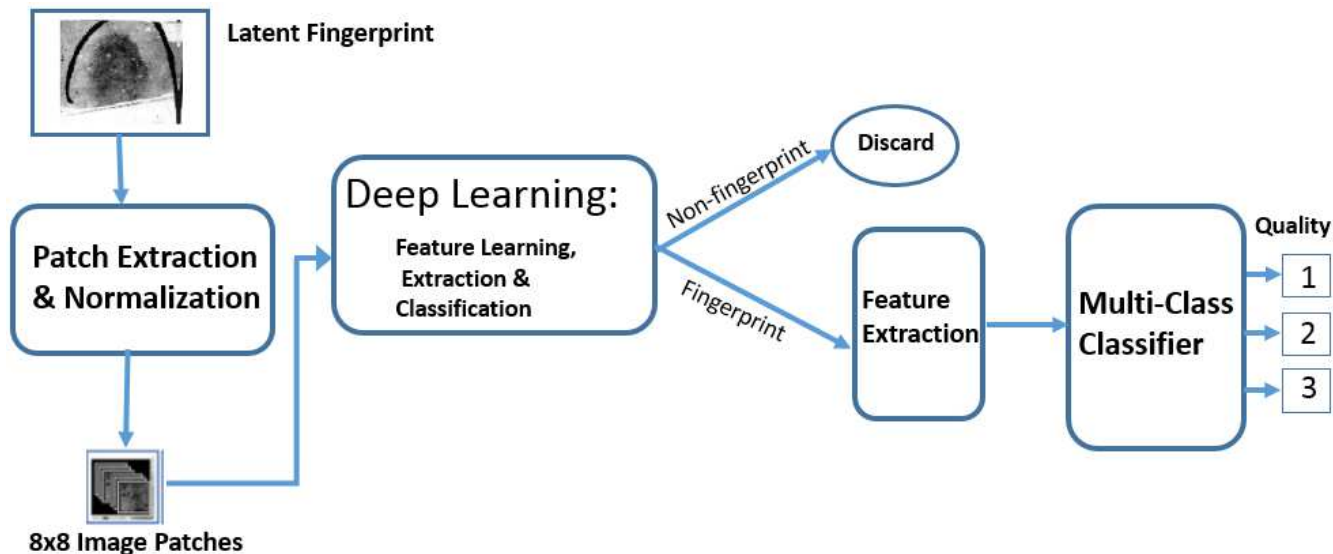 Latent Fingerprint
Patch Extraction
& Normalization
8x8 Image Patches
Deep Learning:
Feature Learning,
Extraction &
Classification
Non-fingerprint
Discard
Fingerprint
Feature
Extraction
Multi-Class
Classifier
Quality
1
2
3